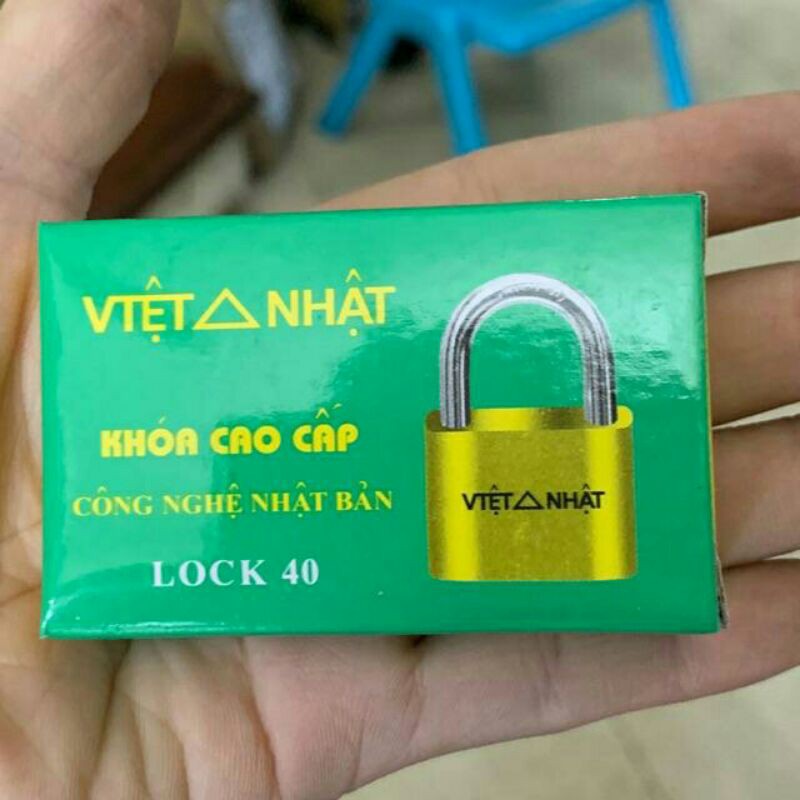 VTỆT△NHẬT
KHÓA CAO CẤP
CÔNG NGHỆ NHẬT BẢN
LOCK 40
VTỆT△NHẬT